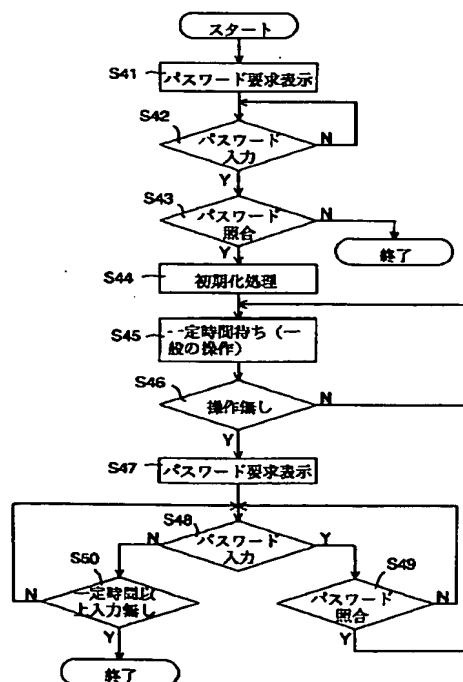 スタート
S41
パスワード要求表示
S42
パスワード
入力
N
Y
S43
パスワード
照合
N
Y
終了
S44
初期化処理
S45
一定時間待ち（一
般の操作）
S46
操作無し
N
Y
S47
パスワード要求表示
S48
パスワード
入力
N
Y
S50
一定時間以
上入力無し
N
Y
S49
パスワード
照合
N
Y
終了